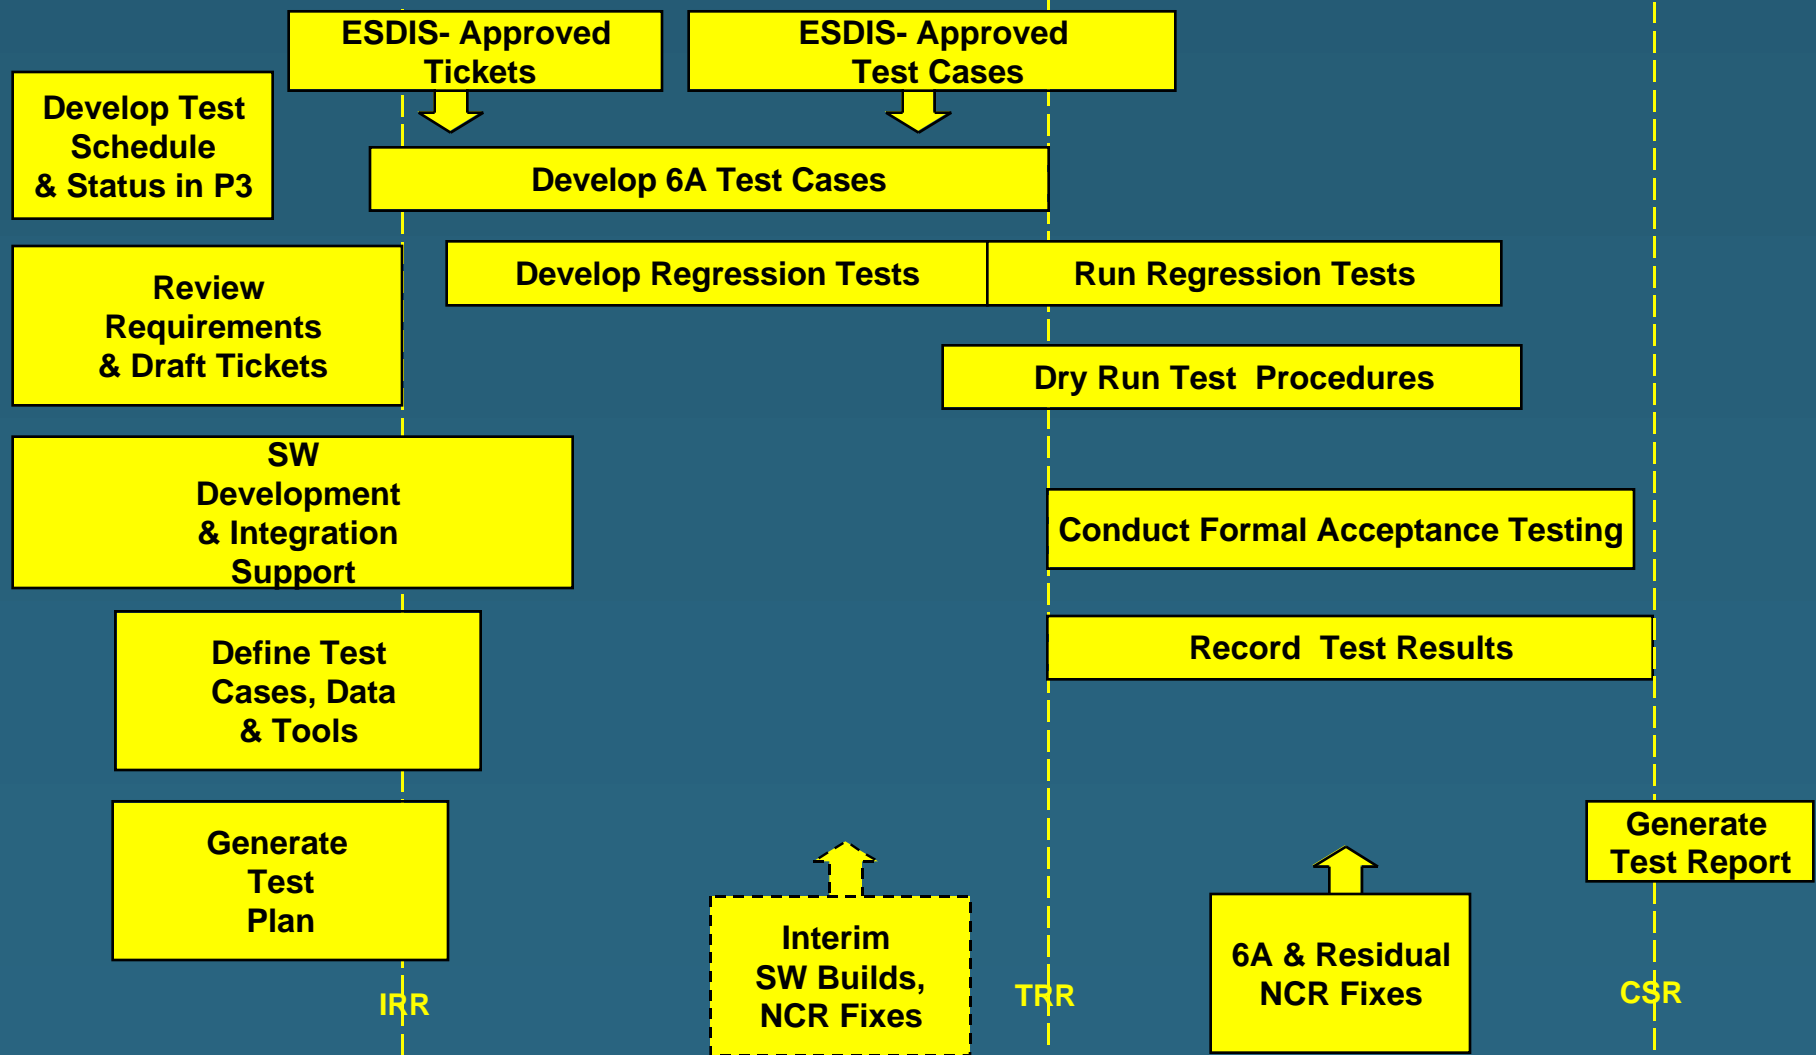 ESDIS- Approved
Tickets
ESDIS- Approved
Test Cases
Develop Test
Schedule
& Status in P3
Develop 6A Test Cases
Review
Requirements
& Draft Tickets
Develop Regression Tests
Run Regression Tests
Dry Run Test  Procedures
SW
Development
& Integration
Support
Conduct Formal Acceptance Testing
Define Test
Cases, Data
& Tools
Record  Test Results
Generate
Test
Plan
Generate
Test Report
Interim
SW Builds,
NCR Fixes
6A & Residual
NCR Fixes
IRR
TRR
CSR